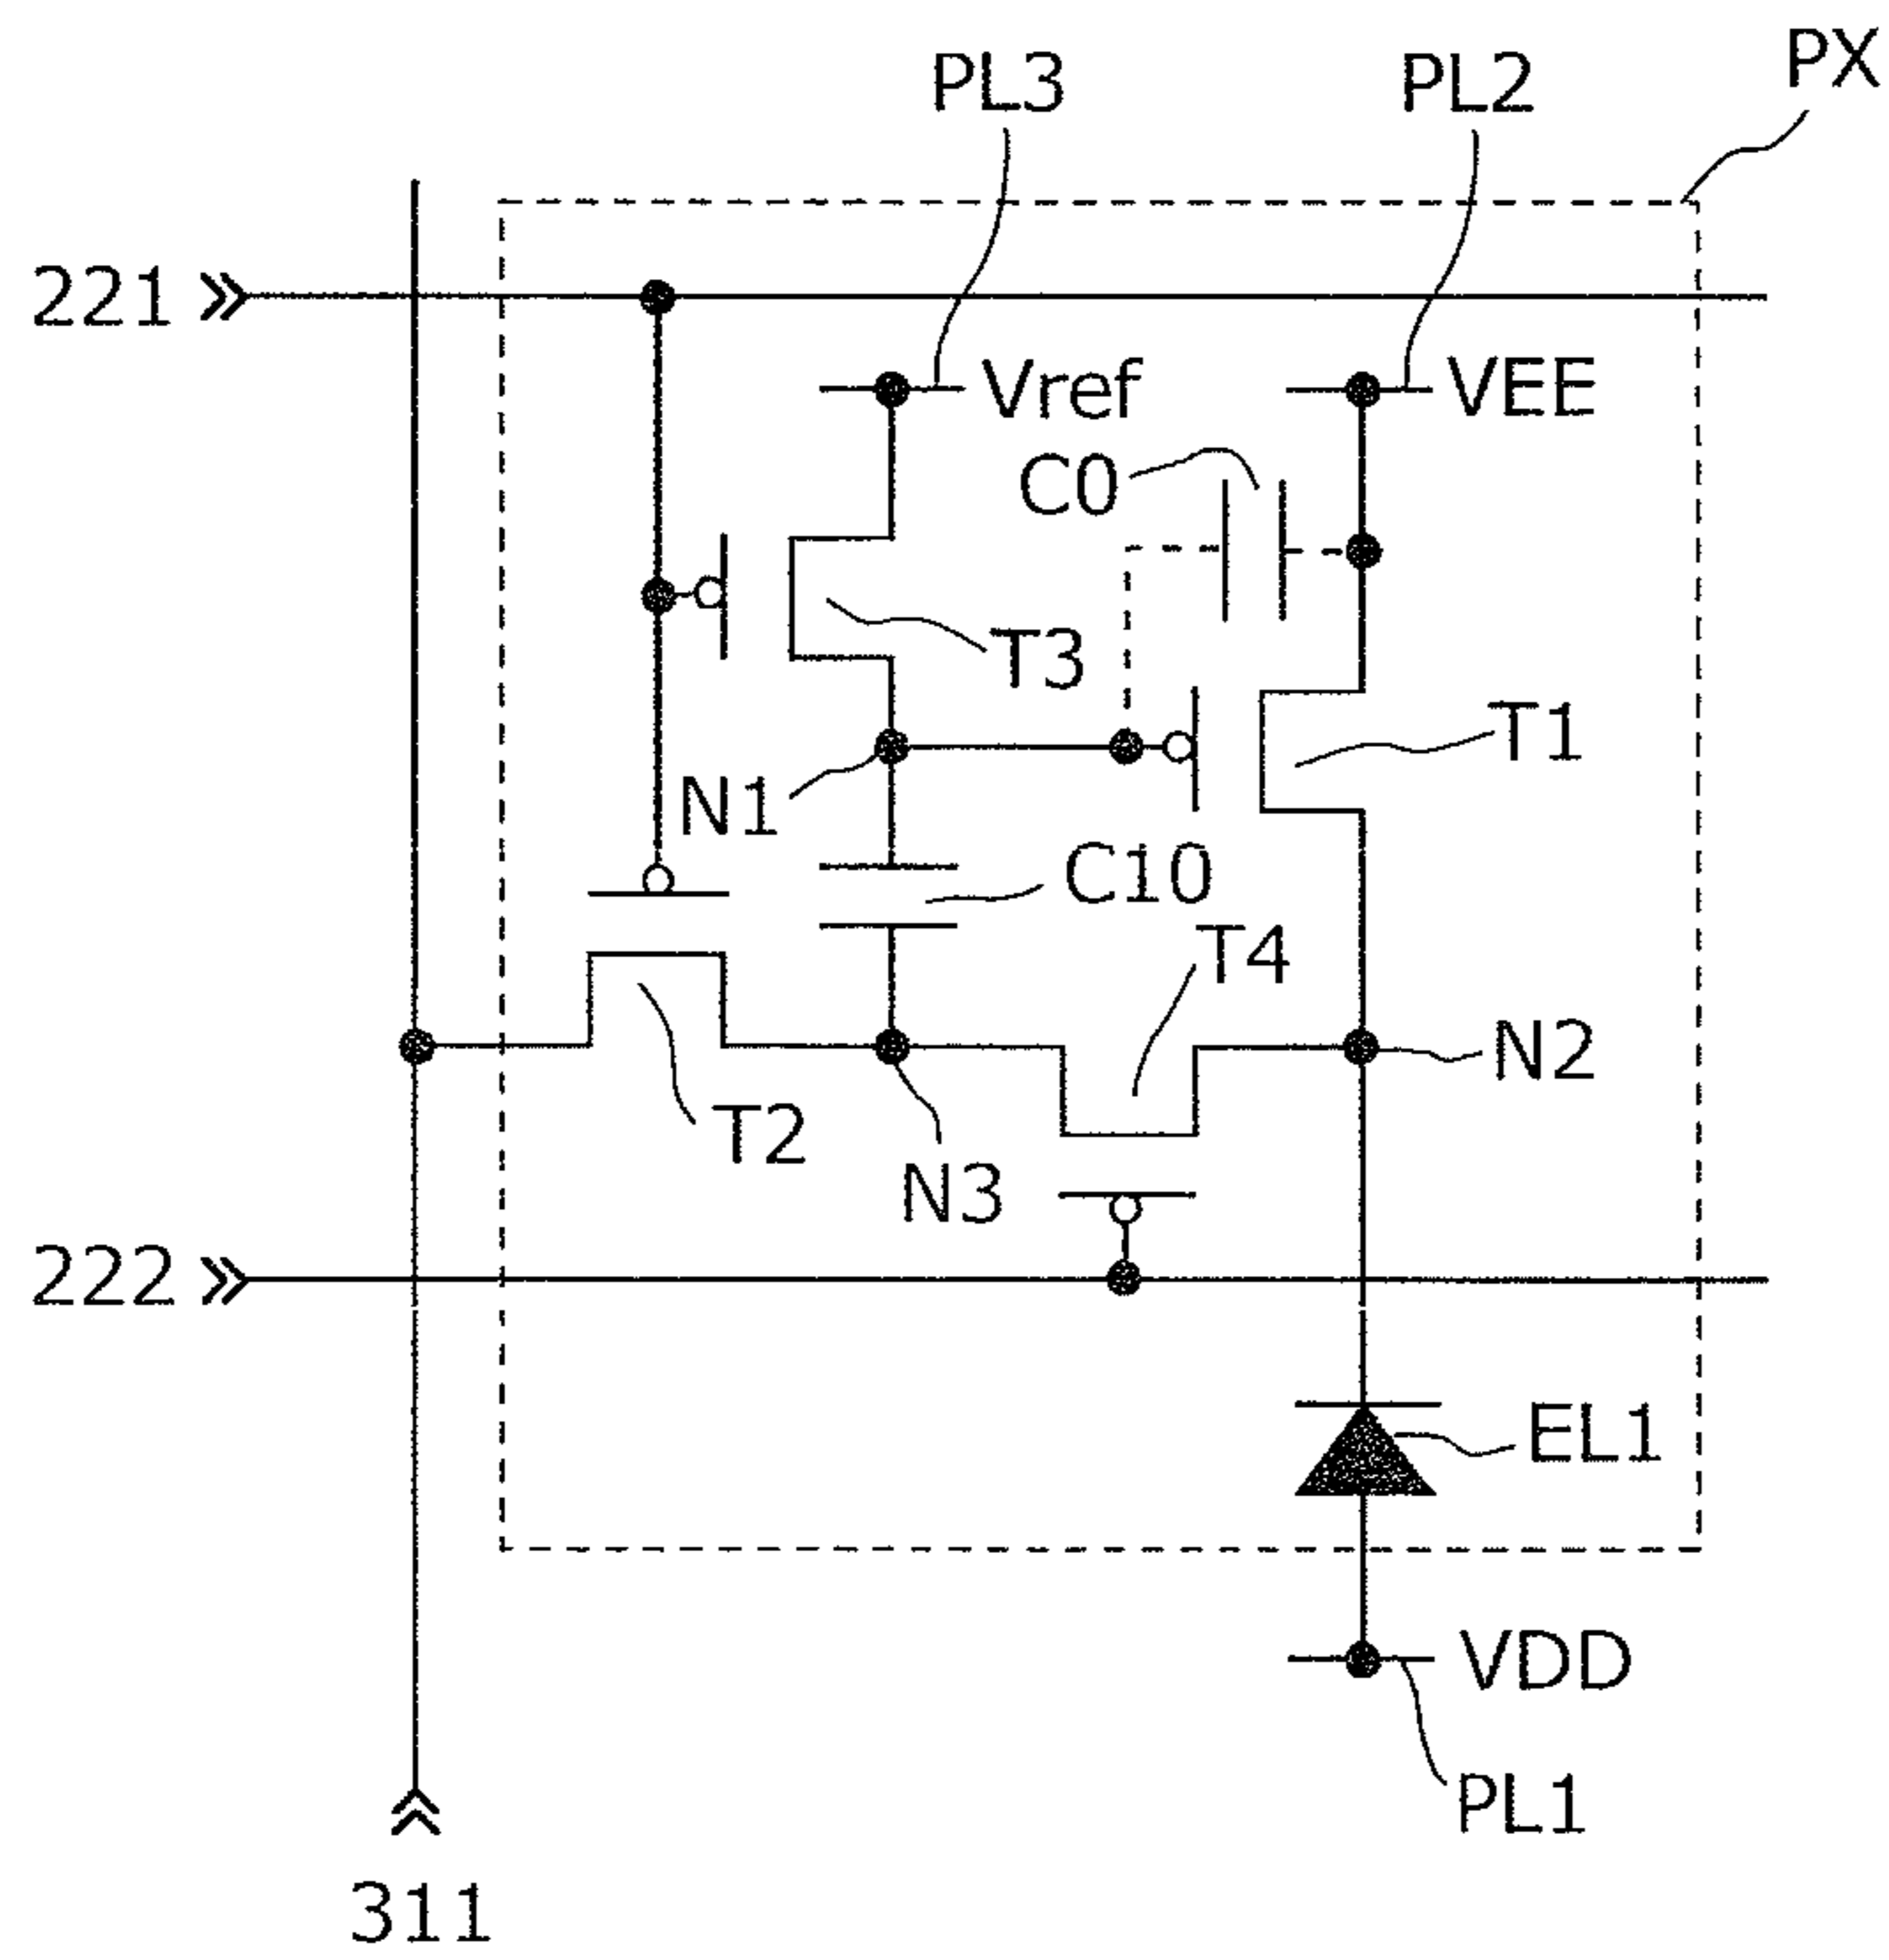 PX
PL3
PL2
221
Vref
VEE
C0
T3
T1
N1
C10
T4
N2
T2
N3
222
EL1
VDD
PL1
311